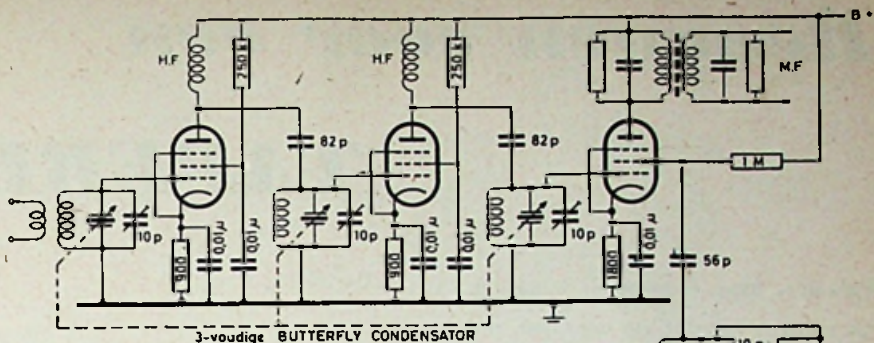 B+
H.F
250 k
H.F
250 k
M.F
82 p
82 p
1 M
10p
900
0,01 µ
0,01 µ
10p
900
0,01 µ
0,01 µ
10p
1800
0,01 µ
56 p
3-voudige BUTTERFLY CONDENSATOR